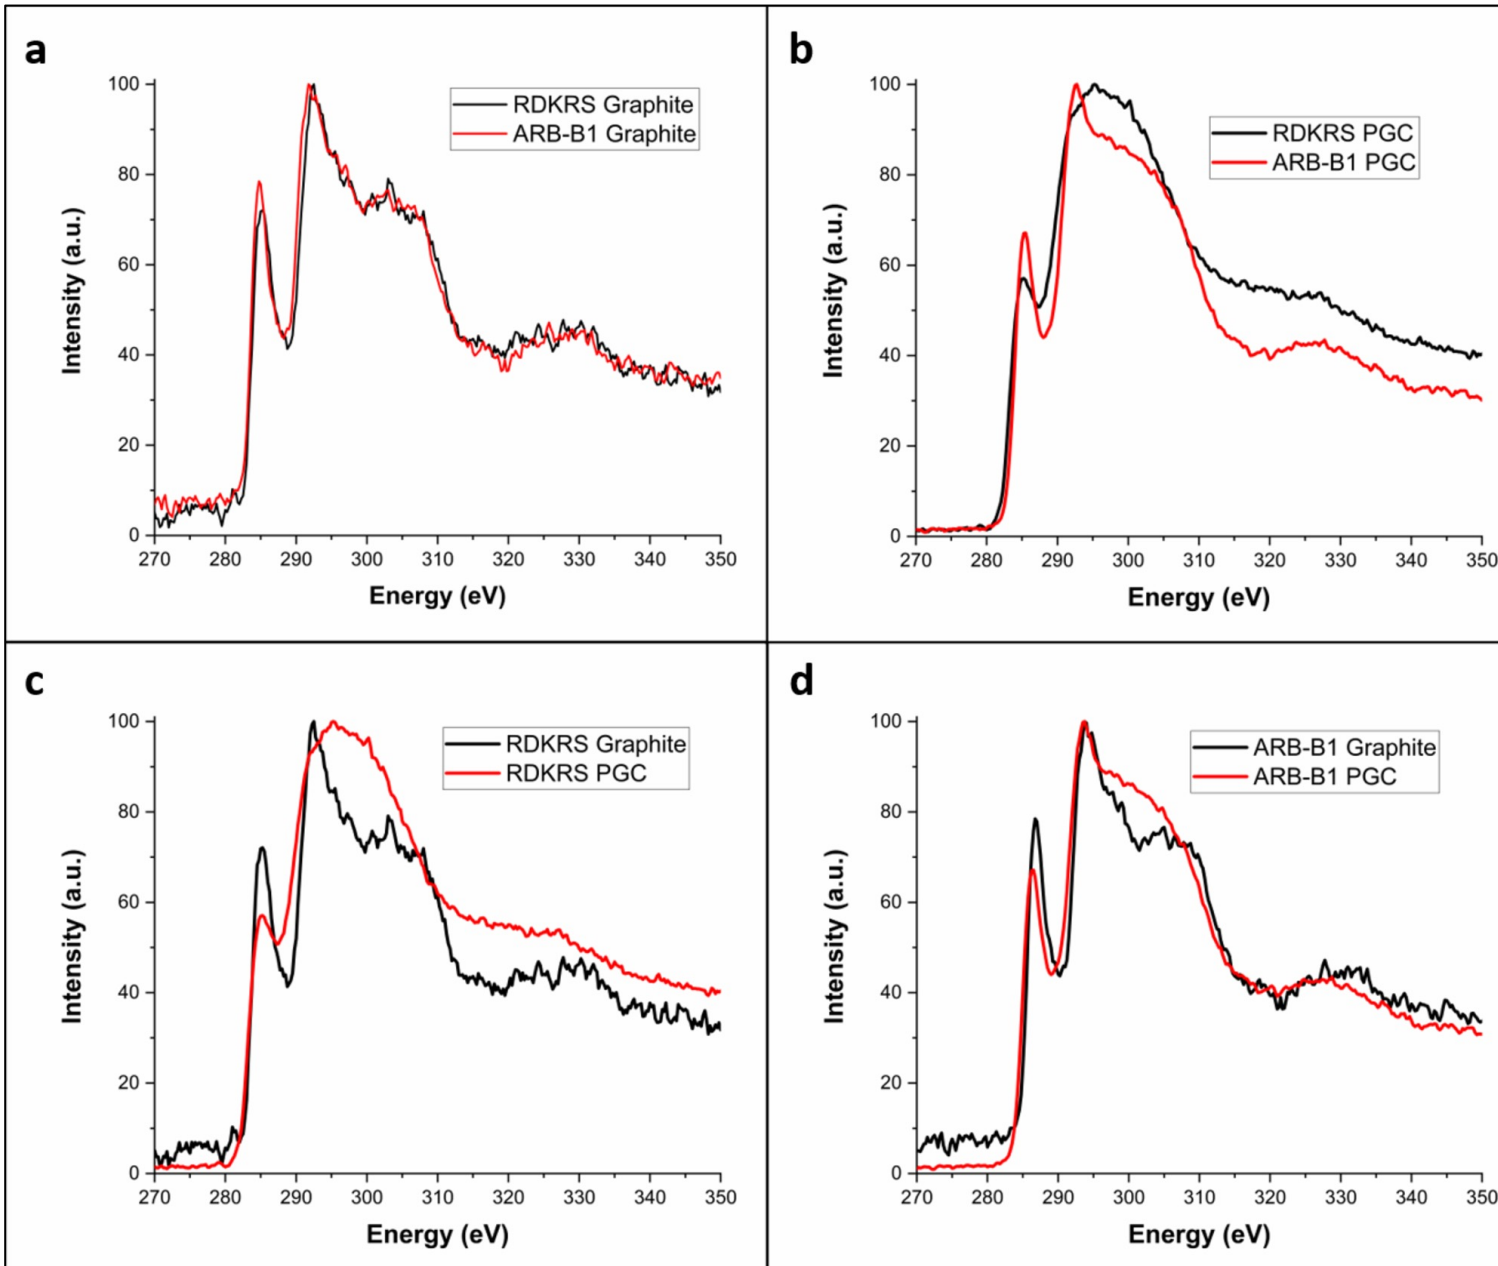 a
RDKRS Graphite
ARB-B1 Graphite
100
80
60
40
20
0
270 280 290 300 310 320 330 340 350
Intensity (a.u.)
Energy (eV)
b
RDKRS PGC
ARB-B1 PGC
100
80
60
40
20
0
270 280 290 300 310 320 330 340 350
Intensity (a.u.)
Energy (eV)
c
RDKRS Graphite
RDKRS PGC
100
80
60
40
20
0
270 280 290 300 310 320 330 340 350
Intensity (a.u.)
Energy (eV)
d
ARB-B1 Graphite
ARB-B1 PGC
100
80
60
40
20
0
270 280 290 300 310 320 330 340 350
Intensity (a.u.)
Energy (eV)